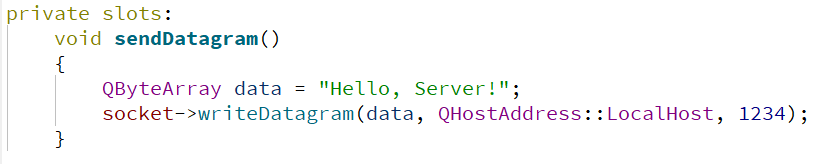 private slots:
    void sendDatagram()
    {
        QByteArray data = "Hello, Server!";
        socket->writeDatagram(data, QHostAddress::LocalHost, 1234);
    }